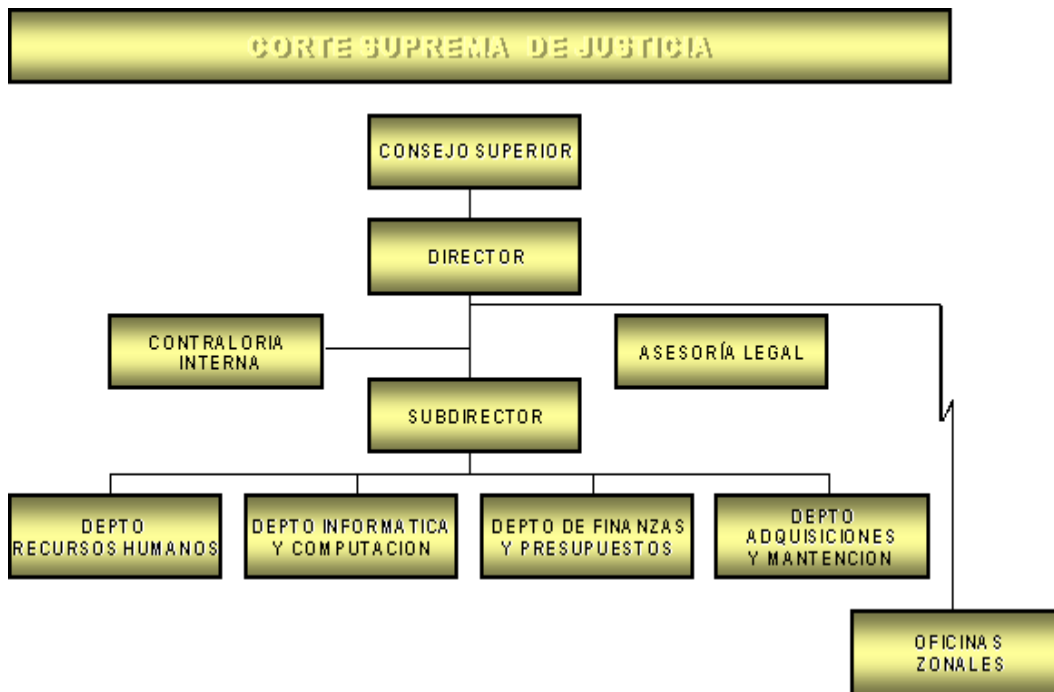 CORTE SUPREMA DE JUSTICIA
CONSEJO SUPERIOR
DIRECTOR
CONTRALORIA
INTERNA
ASESORÍA LEGAL
SUBDIRECTOR
DEPTO
RECURSOS HUMANOS
DEPTO INFORMATICA
Y COMPUTACION
DEPTO DE FINANZAS
Y PRESUPUESTOS
DEPTO
ADQUISICIONES
Y MANTENCION
OFICINAS
ZONALES